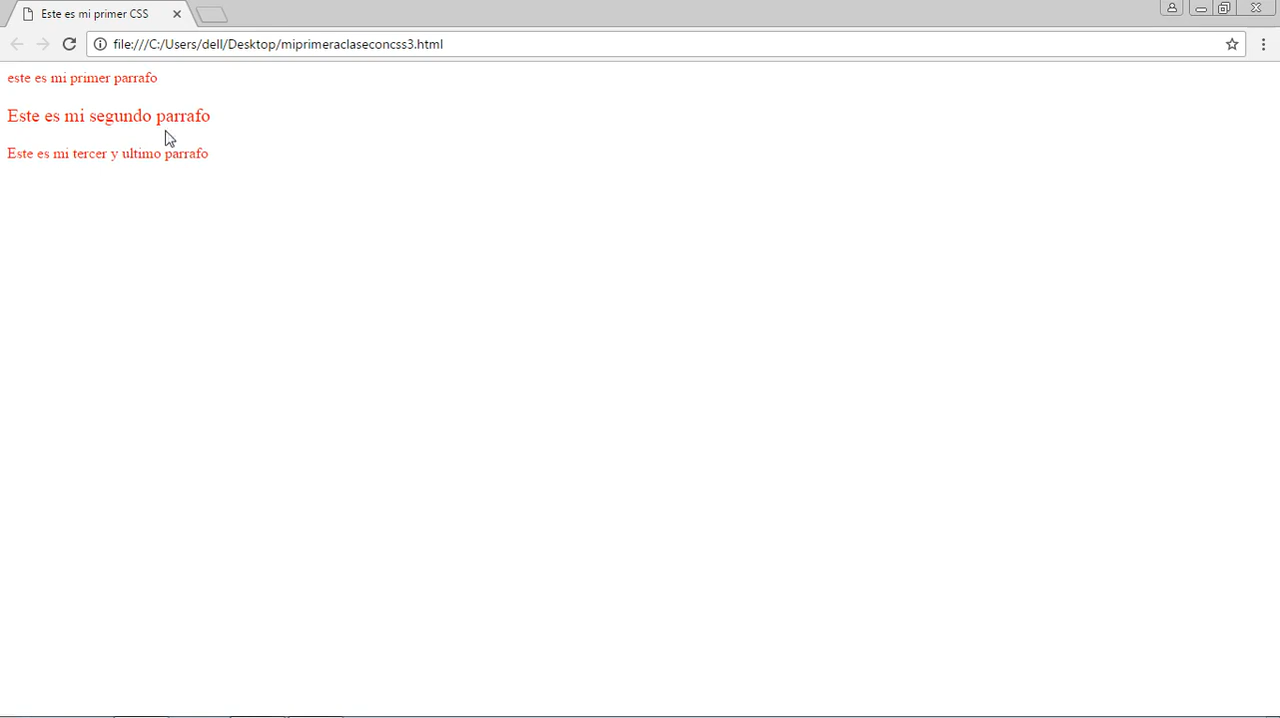 Este es mi primer CSS
file:///C:/Users/dell/Desktop/miprimeraclaseconcss3.html
este es mi primer parrafo
Este es mi segundo parrafo
Este es mi tercer y ultimo parrafo